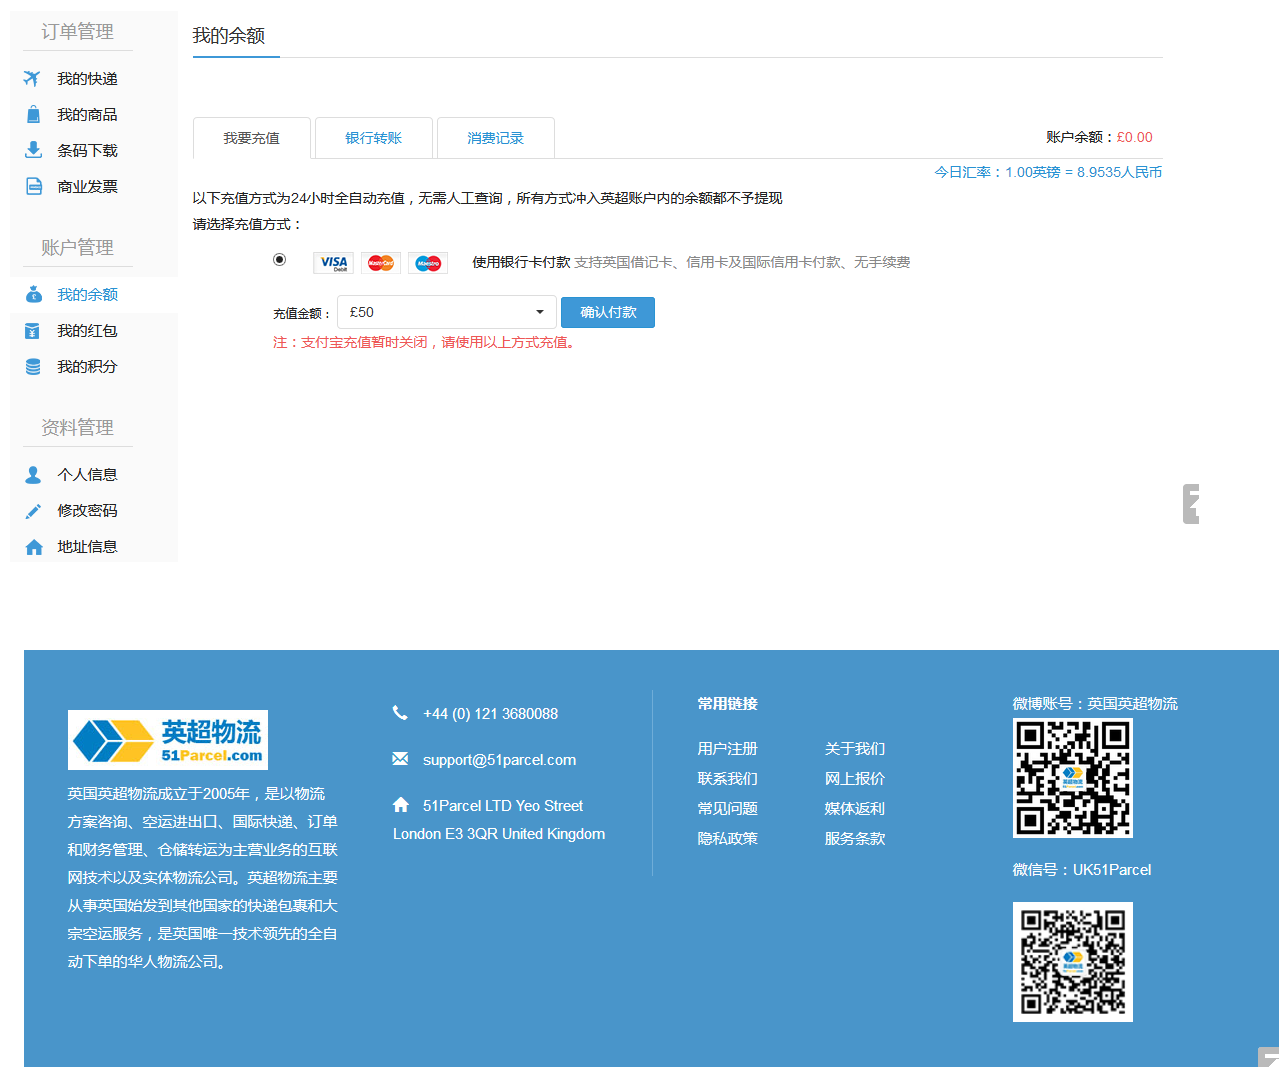 订单管理
我的快递
我的商品
条码下载
商业发票
账户管理
我的余额
我的红包
我的积分
资料管理
个人信息
修改密码
地址信息
我的余额
我要充值
银行转账
消费记录
账户余额：£0.00
今日汇率：1.00英镑 = 8.9535人民币
以下充值方式为24小时全自动充值，无需人工查询，所有方式冲入英超账户内的余额都不予提现
请选择充值方式：
VISA Debit MasterCard Maestro 使用银行卡付款 支持英国借记卡、信用卡及国际信用卡付款、无手续费
充值金额： £50 确认付款
注：支付宝充值暂时关闭，请使用以上方式充值。
英超物流
51Parcel.com
英国英超物流成立于2005年，是以物流
方案咨询、空运进出口、国际快递、订单
和财务管理、仓储转运为主营业务的互联
网技术以及实体物流公司。英超物流主要
从事英国始发到其他国家的快递包裹和大
宗空运服务，是英国唯一技术领先的全自
动下单的华人物流公司。
+44 (0) 121 3680088
support@51parcel.com
51Parcel LTD Yeo Street
London E3 3QR United Kingdom
常用链接
用户注册 关于我们
联系我们 网上报价
常见问题 媒体返利
隐私政策 服务条款
微博账号：英国英超物流
微信号：UK51Parcel